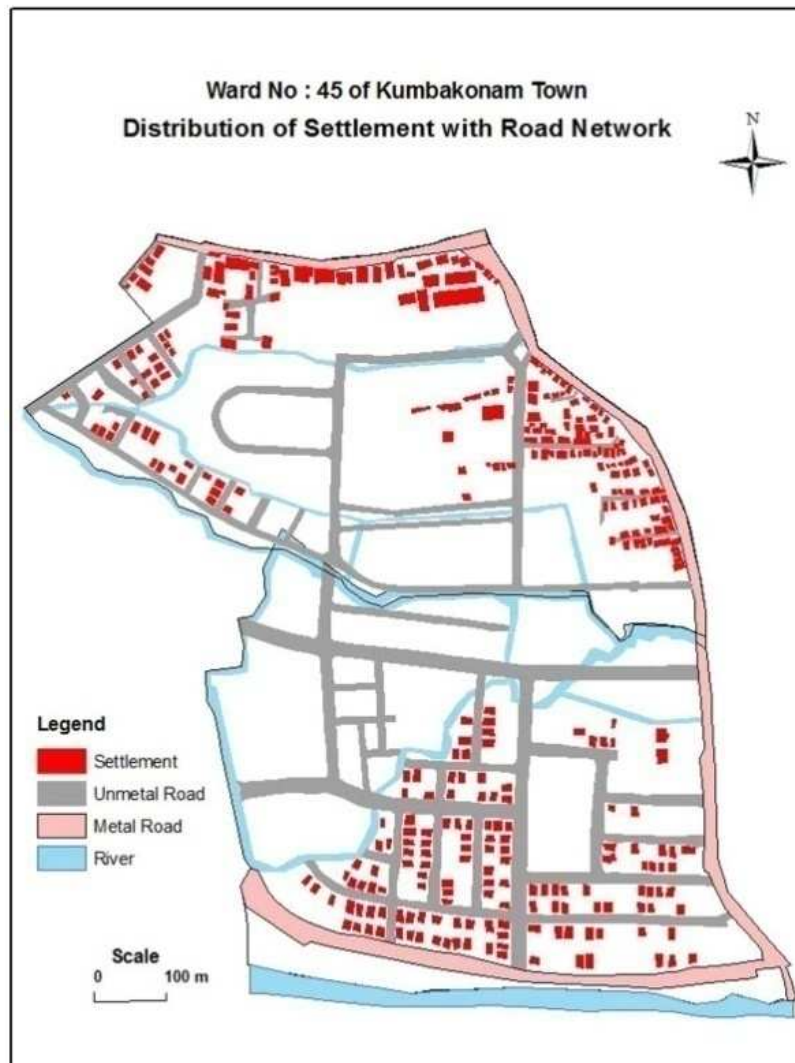 Ward No : 45 of Kumbakonam Town
Distribution of Settlement with Road Network
N
Legend
Settlement
Unmetal Road
Metal Road
River
Scale
0 100 m